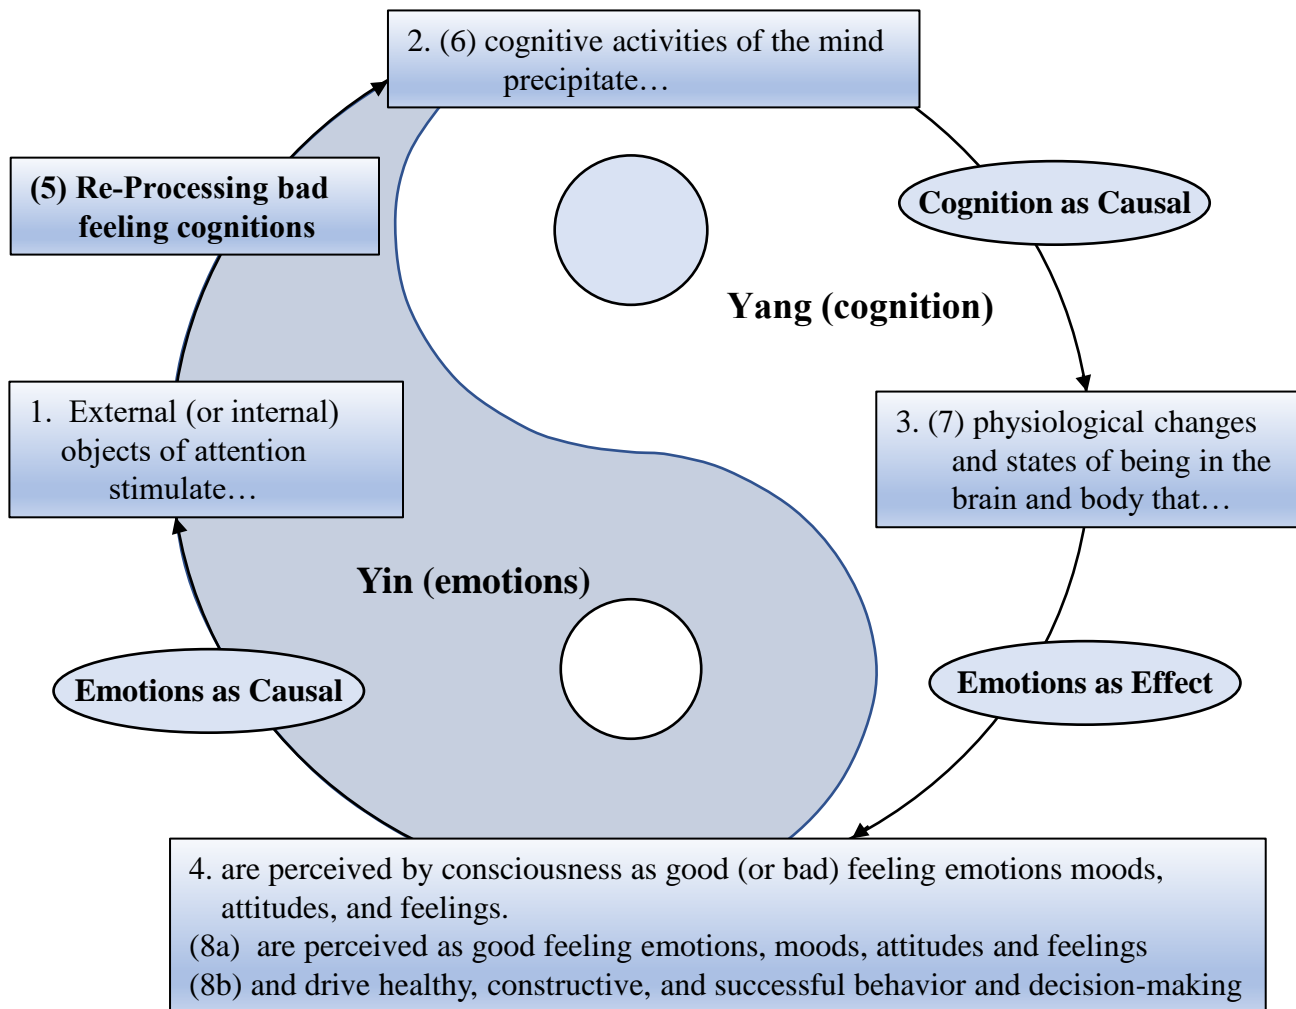 2. (6) cognitive activities of the mind
precipitate…
(5) Re-Processing bad
feeling cognitions
Cognition as Causal
Yang (cognition)
1. External (or internal)
objects of attention
stimulate…
3. (7) physiological changes
and states of being in the
brain and body that…
Yin (emotions)
Emotions as Causal
Emotions as Effect
4. are perceived by consciousness as good (or bad) feeling emotions moods,
attitudes, and feelings.
(8a) are perceived as good feeling emotions, moods, attitudes and feelings
(8b) and drive healthy, constructive, and successful behavior and decision-making